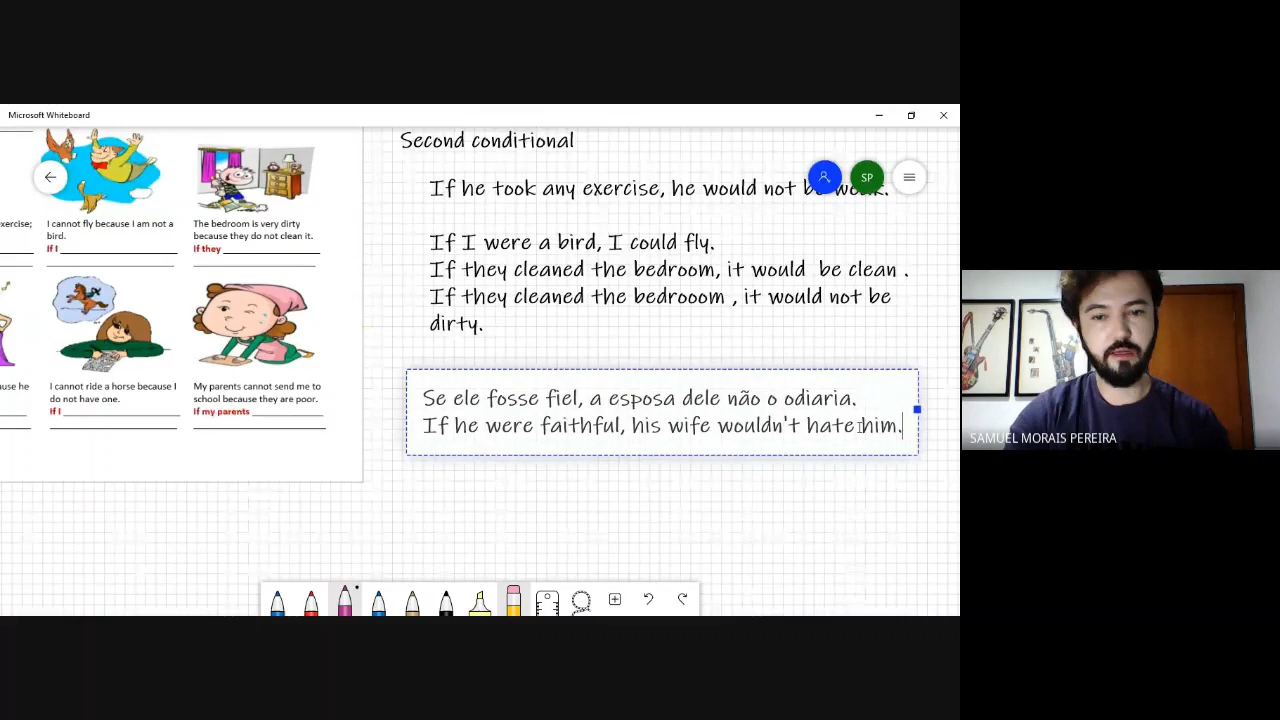 Microsoft Whiteboard
Second conditional
If he took any exercise, he would not be weak.
If I were a bird, I could fly.
If they cleaned the bedroom, it would be clean .
If they cleaned the bedrooom , it would not be
dirty.
Se ele fosse fiel, a esposa dele não o odiaria.
If he were faithful, his wife wouldn't hate him.
SP
exercise;
I cannot fly because I am not a
bird.
If I
The bedroom is very dirty
because they do not clean it.
If they
ause he
I cannot ride a horse because I
do not have one.
If I
My parents cannot send me to
school because they are poor.
If my parents
SAMUEL MORAIS PEREIRA